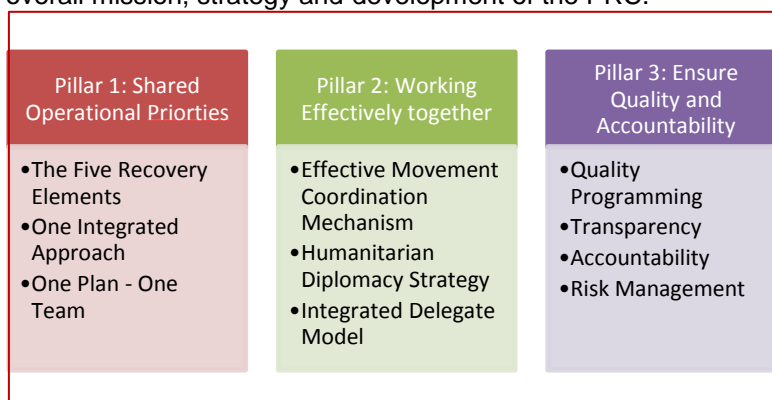 overall mission, strategy and development of the PRC.
Pillar 1: Shared
Operational Priorties
•The Five Recovery
Elements
•One Integrated
Approach
•One Plan - One
Team
Pillar 2: Working
Effectively together
•Effective Movement
Coordination
Mechanism
•Humanitarian
Diplomacy Strategy
•Integrated Delegate
Model
Pillar 3: Ensure
Quality and
Accountability
•Quality
Programming
•Transparency
•Accountability
•Risk Management